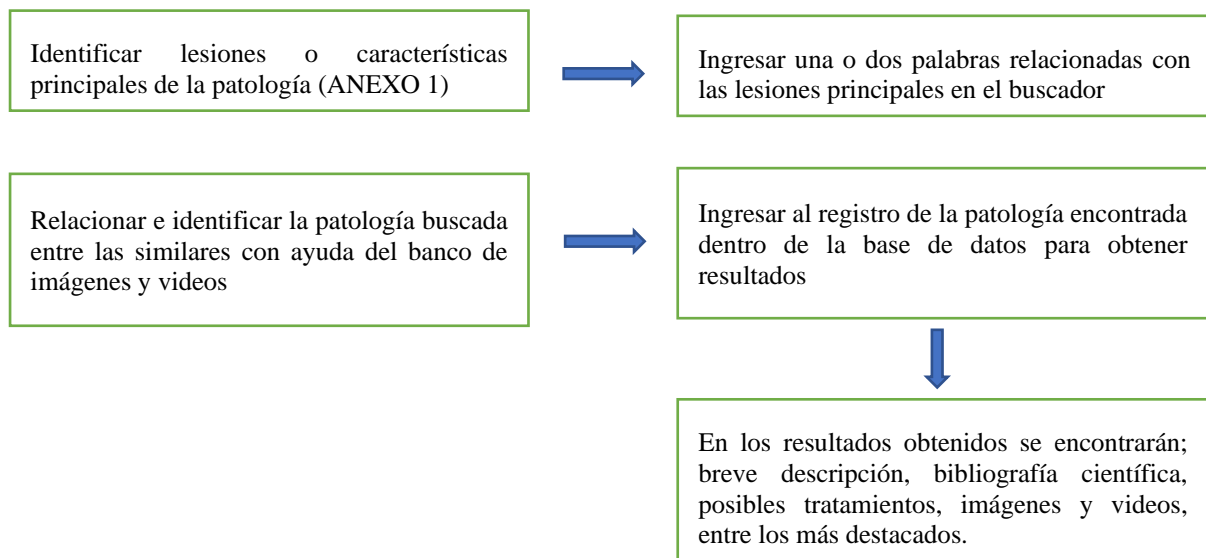 Identificar lesiones o características
principales de la patología (ANEXO 1)
Ingresar una o dos palabras relacionadas con
las lesiones principales en el buscador
Relacionar e identificar la patología buscada
entre las similares con ayuda del banco de
imágenes y videos
Ingresar al registro de la patología encontrada
dentro de la base de datos para obtener
resultados
En los resultados obtenidos se encontrarán;
breve descripción, bibliografía científica,
posibles tratamientos, imágenes y videos,
entre los más destacados.